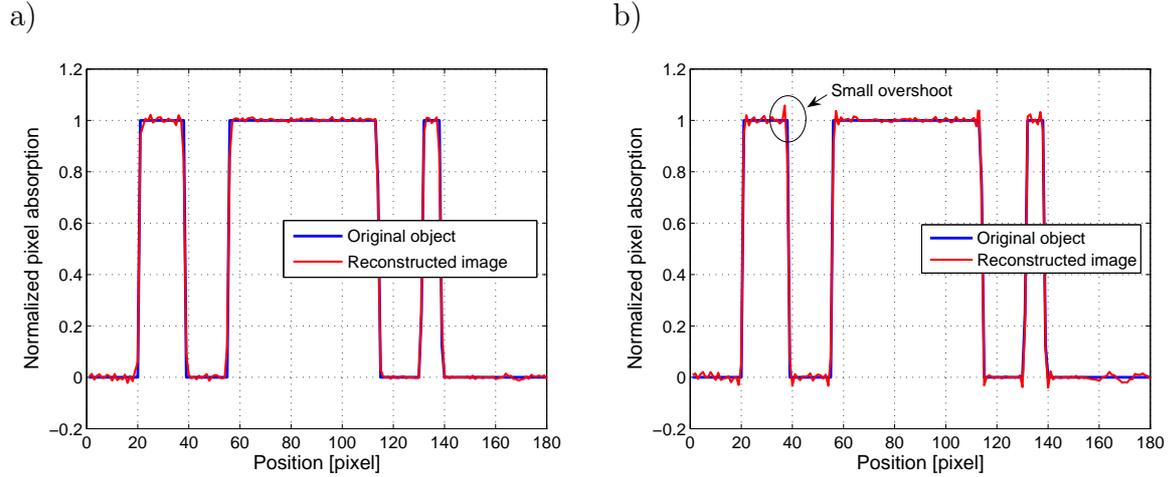 a)
1.2
1
0.8
0.6
0.4
0.2
0
−0.2
Normalized pixel absorption
Original object
Reconstructed image
0 20 40 60 80 100 120 140 160 180
Position [pixel]
b)
1.2
1
0.8
0.6
0.4
0.2
0
−0.2
Normalized pixel absorption
Small overshoot
Original object
Reconstructed image
0 20 40 60 80 100 120 140 160 180
Position [pixel]